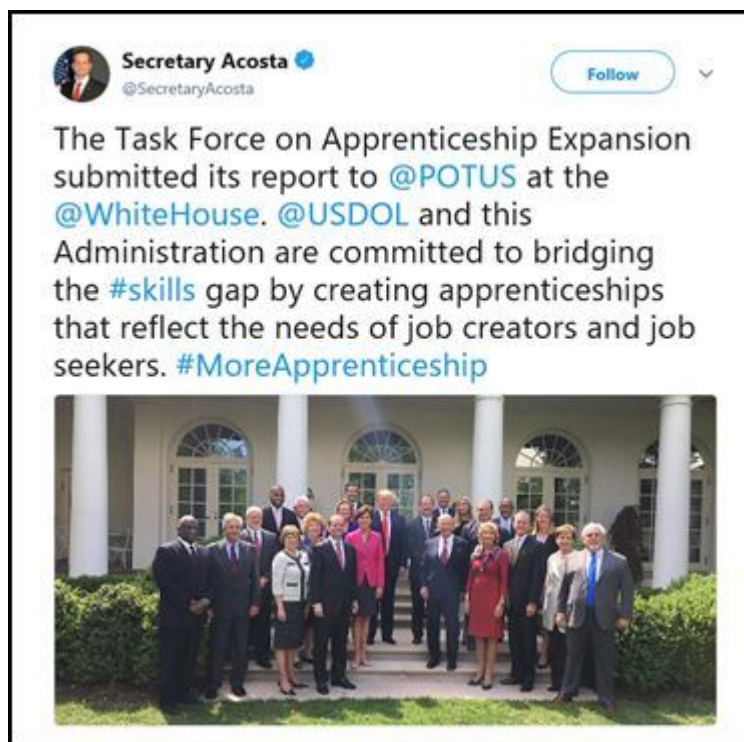 Secretary Acosta
@SecretaryAcosta
Follow
The Task Force on Apprenticeship Expansion
submitted its report to @POTUS at the
@WhiteHouse. @USDOL and this
Administration are committed to bridging
the #skills gap by creating apprenticeships
that reflect the needs of job creators and job
seekers. #MoreApprenticeship